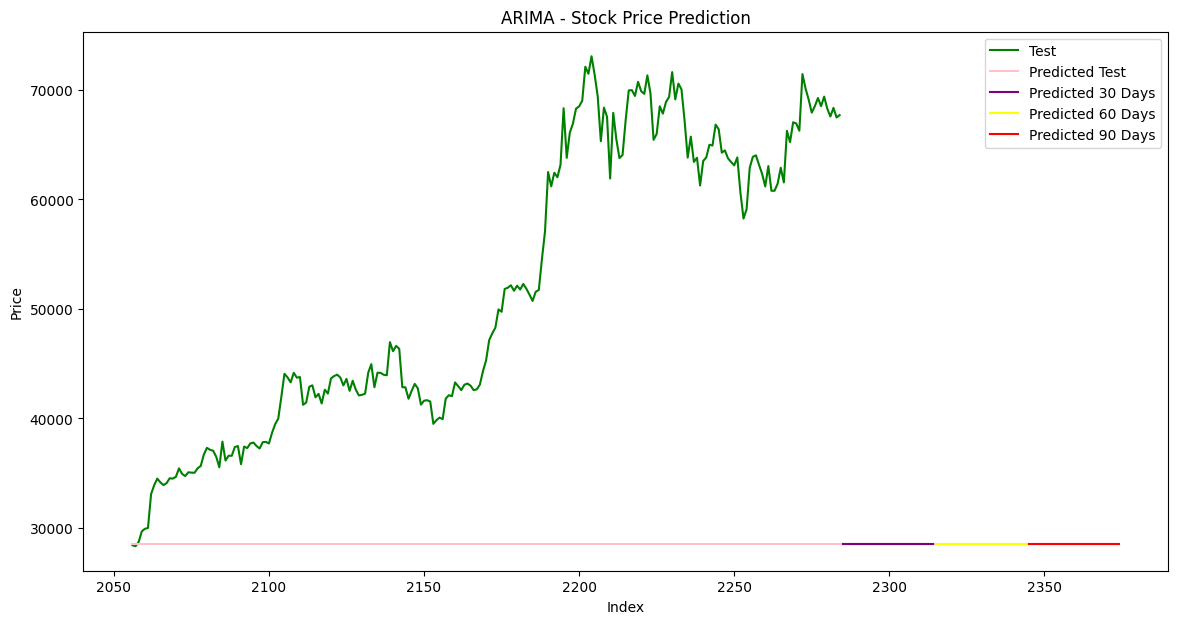 ARIMA - Stock Price Prediction
Test
Predicted Test
Predicted 30 Days
Predicted 60 Days
Predicted 90 Days
Price
70000
60000
50000
40000
30000
2050
2100
2150
2200
2250
2300
2350
Index